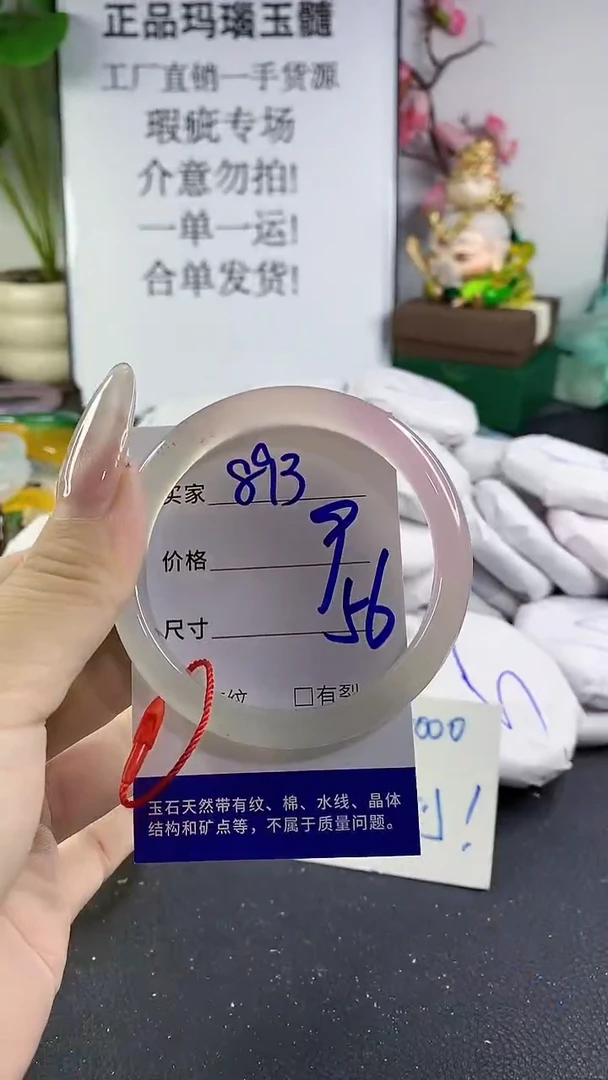 正品玛瑙玉髓
工厂直销一手货源
瑕疵专场
介意勿拍!
一单一运!
合单发货!
买家 893
价格
尺寸 56
纹 □有裂
000
玉石天然带有纹、棉、水线、晶体
结构和矿点等，不属于质量问题。